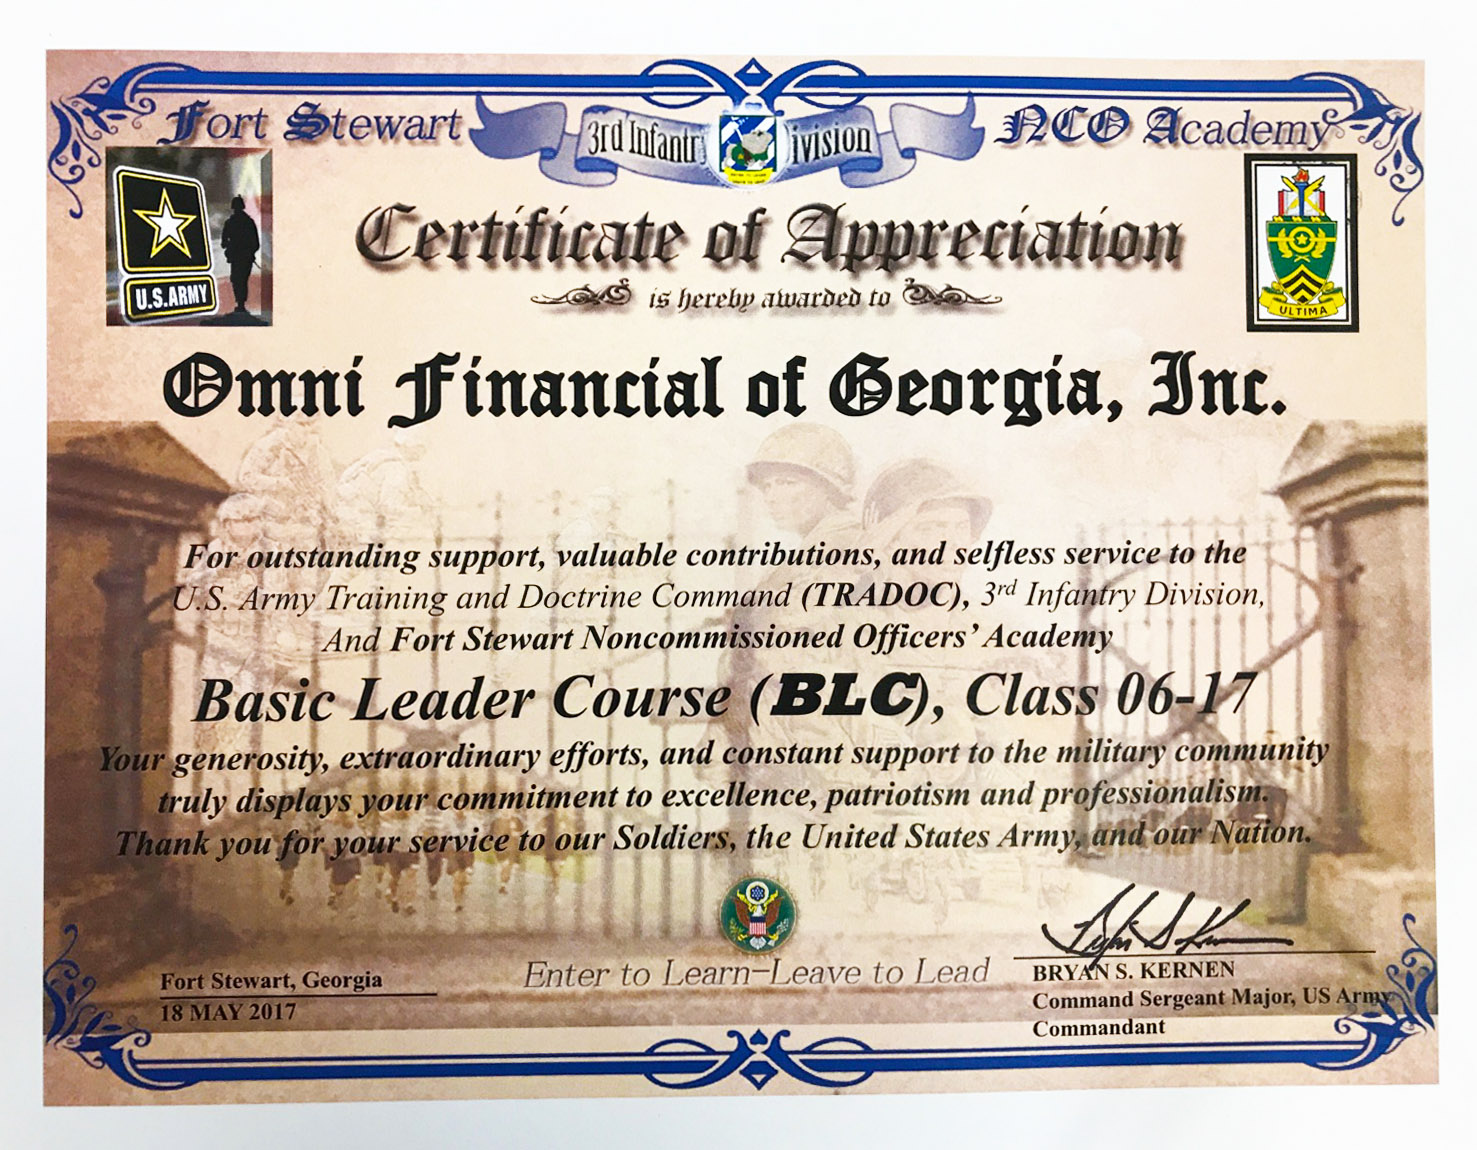 Fort Stewart 3rd Infantry Division NCO Academy
U.S.ARMY
Certificate of Appreciation
is hereby awarded to
ULTIMA
Omni Financial of Georgia, Inc.
For outstanding support, valuable contributions, and selfless service to the
U.S. Army Training and Doctrine Command (TRADOC), 3rd Infantry Division,
And Fort Stewart Noncommissioned Officers' Academy
Basic Leader Course (BLC), Class 06-17
Your generosity, extraordinary efforts, and constant support to the military community
truly displays your commitment to excellence, patriotism and professionalism.
Thank you for your service to our Soldiers, the United States Army, and our Nation.
Fort Stewart, Georgia
18 MAY 2017
Enter to Learn-Leave to Lead
BRYAN S. KERNEN
Command Sergeant Major, US Army
Commandant